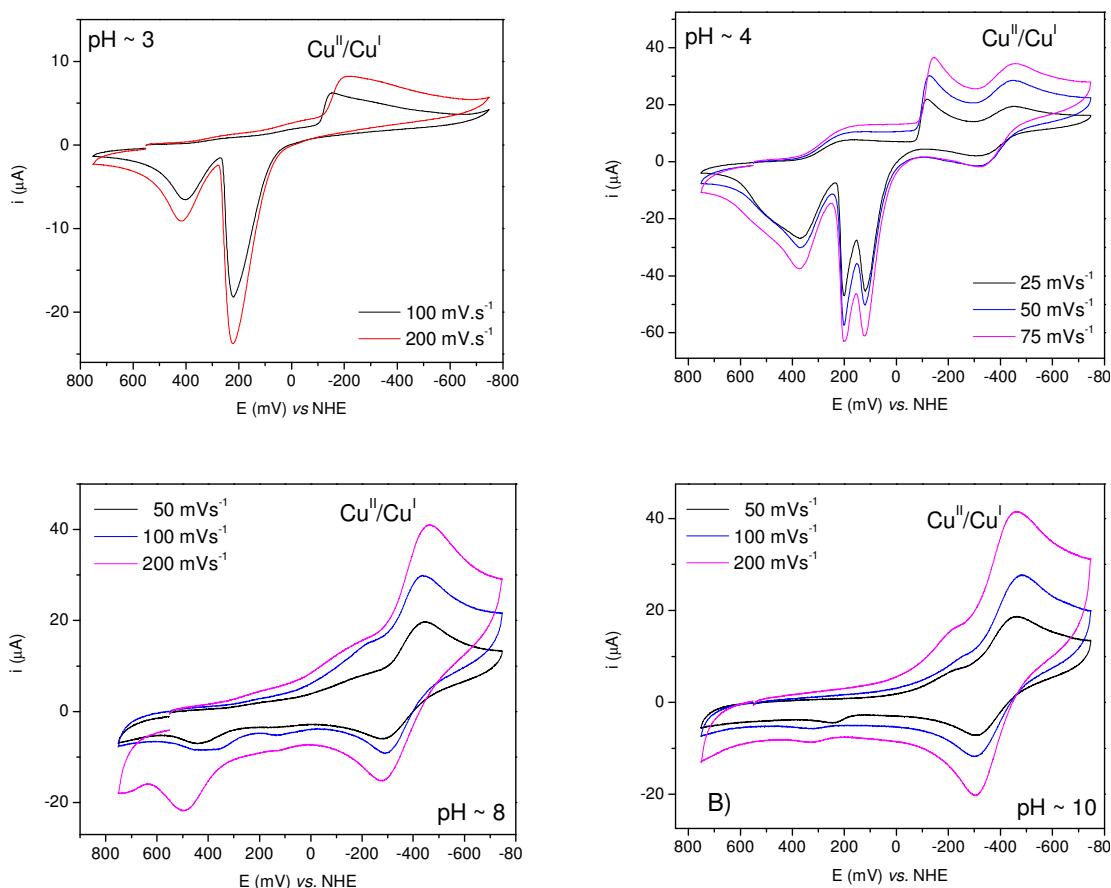 pH ~ 3
Cu^II/Cu^I
10
0
-10
-20
i (µA)
100 mV.s⁻¹
200 mV.s⁻¹
800 600 400 200 0 -200 -400 -600 -800
E (mV) vs NHE
pH ~ 4
Cu^II/Cu^I
40
20
0
-20
-40
-60
i (µA)
25 mVs⁻¹
50 mVs⁻¹
75 mVs⁻¹
800 600 400 200 0 -200 -400 -600 -800
E (mV) vs. NHE
50 mVs⁻¹
100 mVs⁻¹
200 mVs⁻¹
Cu^II/Cu^I
40
20
0
-20
i (µA)
pH ~ 8
800 600 400 200 0 -200 -400 -600 -800
E (mV) vs. NHE
50 mVs⁻¹
100 mVs⁻¹
200 mVs⁻¹
Cu^II/Cu^I
40
20
0
-20
i (µA)
B)
pH ~ 10
800 600 400 200 0 -200 -400 -600 -800
E (mV) vs. NHE